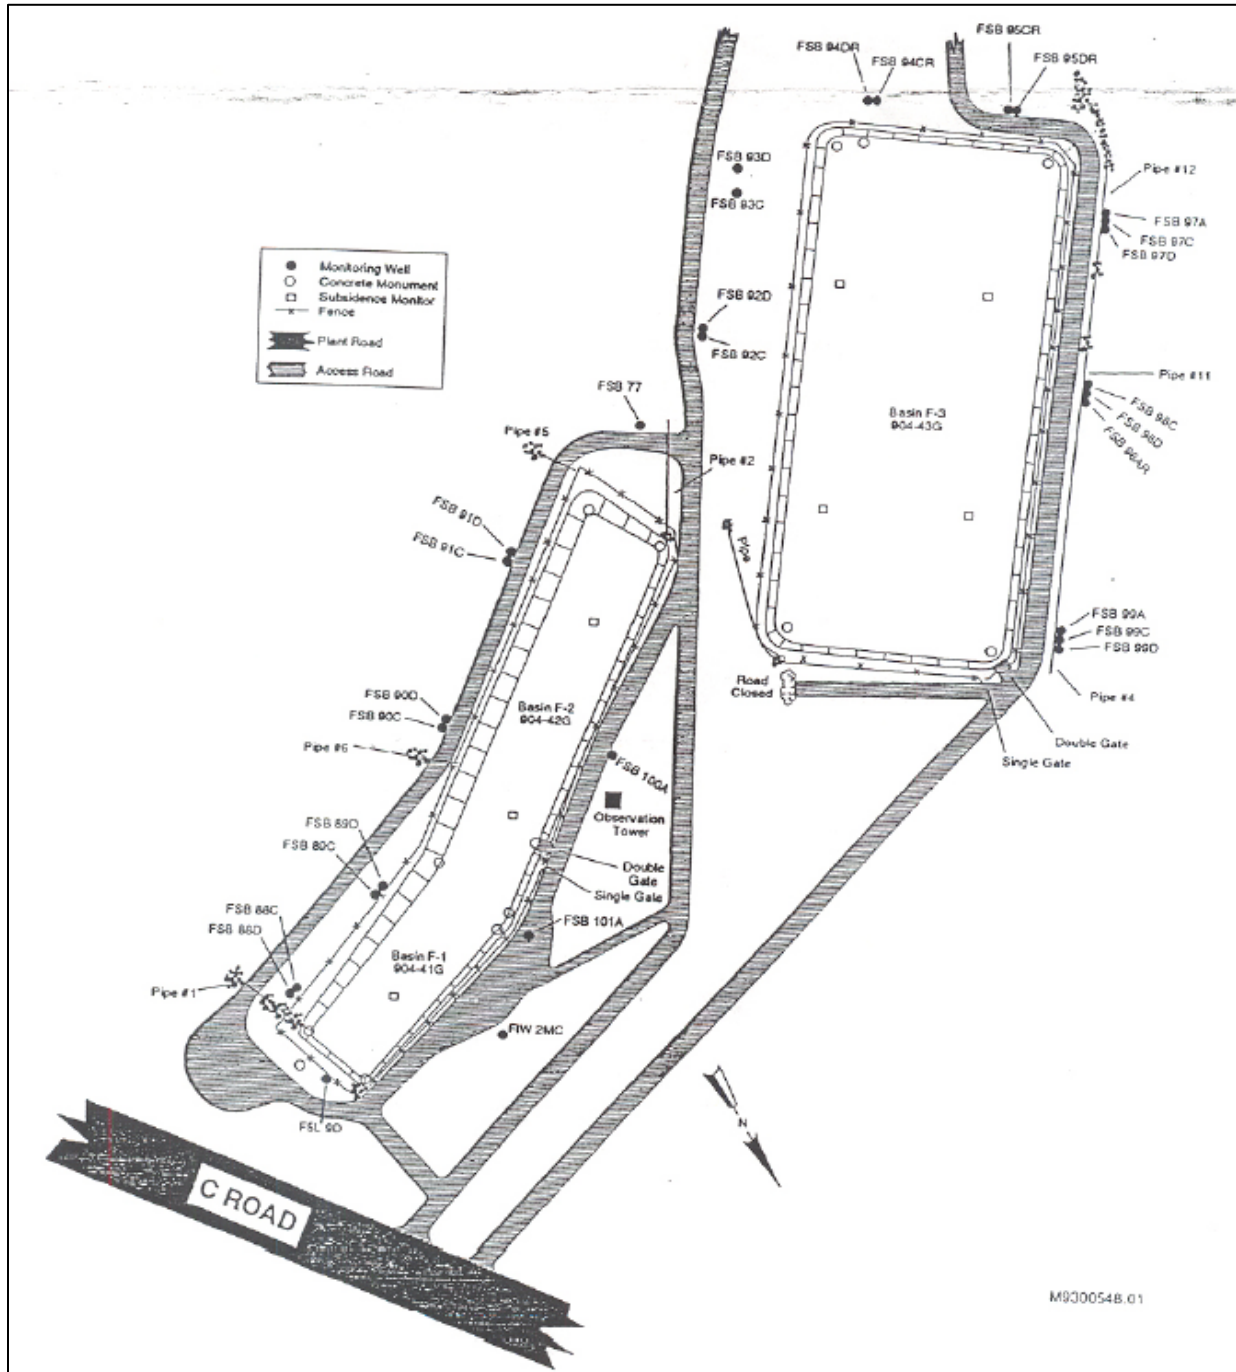 FSB 95CR
FSB 94DR
FSB 94CR
FSB 95DR
FSB 93D
FSB 93C
Pipe #12
FSB 97A
FSB 97C
FSB 97D
Monitoring Well
Concrete Monument
Subsidence Monitor
Fence
Plant Road
Access Road
FSB 92D
FSB 92C
FSB 77
Pipe #11
FSB 98C
FSB 98D
FSB 98AR
Basin F-3
904-43G
Pipe #5
Pipe #2
FSB 91D
FSB 91C
Pipe
FSB 99A
FSB 99C
FSB 99D
Road
Closed
Pipe #4
FSB 90D
FSB 90C
Basin F-2
904-42G
Pipe #6
Double Gate
Single Gate
FSB 100A
Observation
Tower
FSB 89D
FSB 89C
Double
Gate
Single Gate
FSB 88C
FSB 88D
FSB 101A
Basin F-1
904-41G
Pipe #1
FIW 2MC
FSL 9D
N
C ROAD
M9300548.01